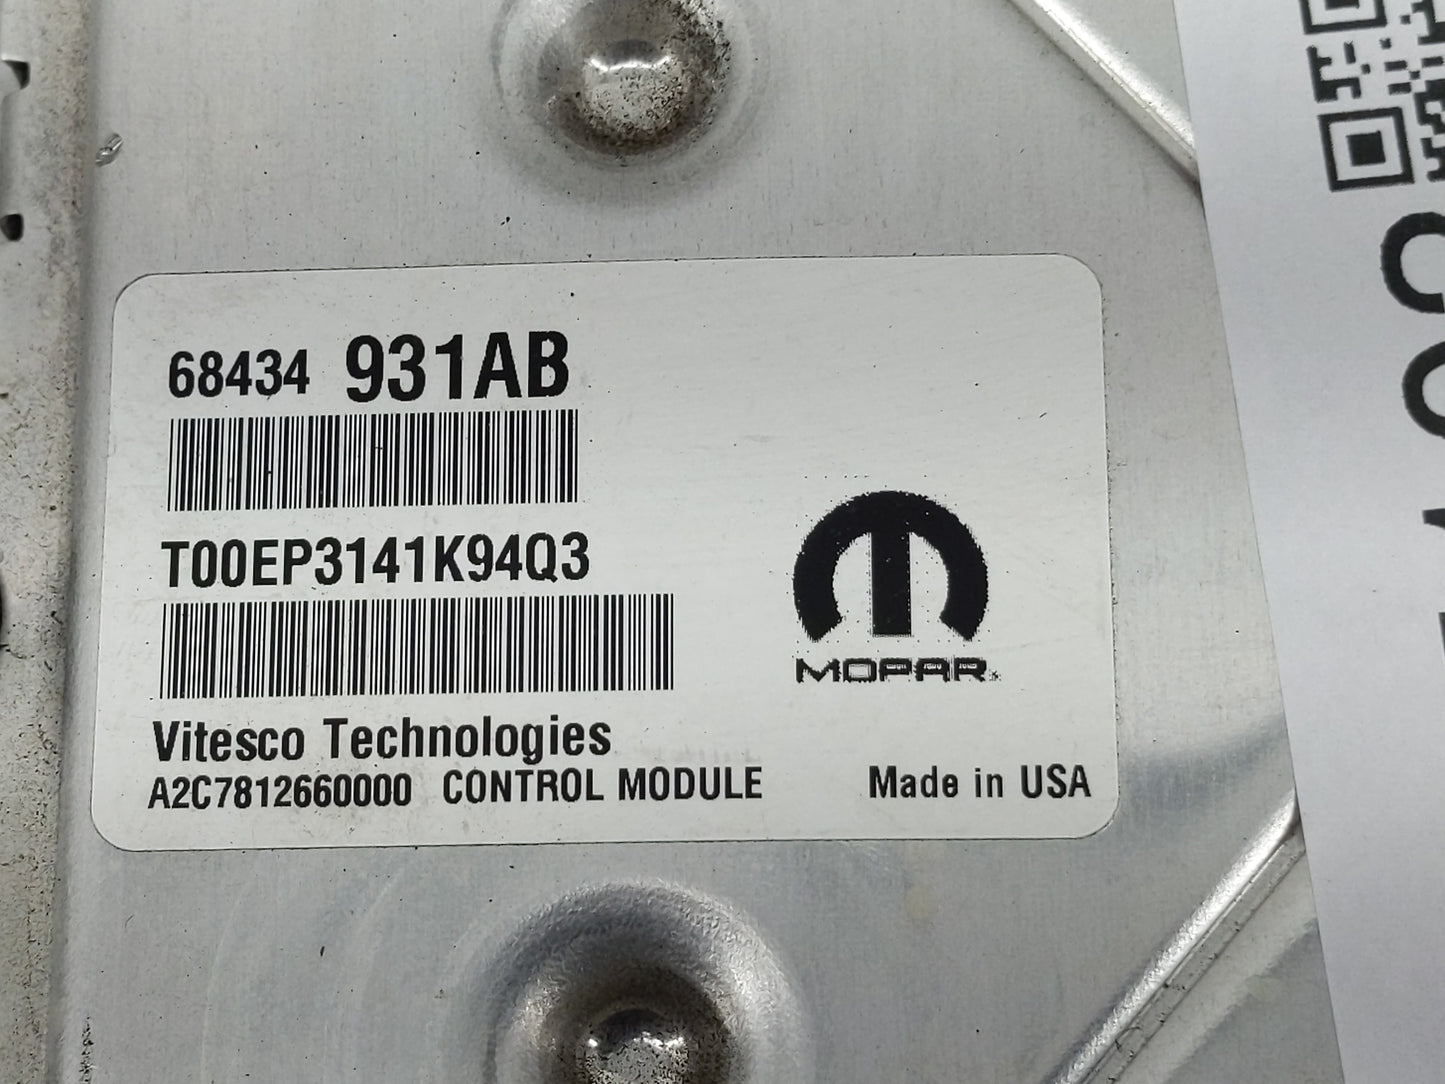 68434 931AB
T00EP3141K94Q3
MOPAR
Vitesco Technologies
A2C7812660000 CONTROL MODULE Made in USA